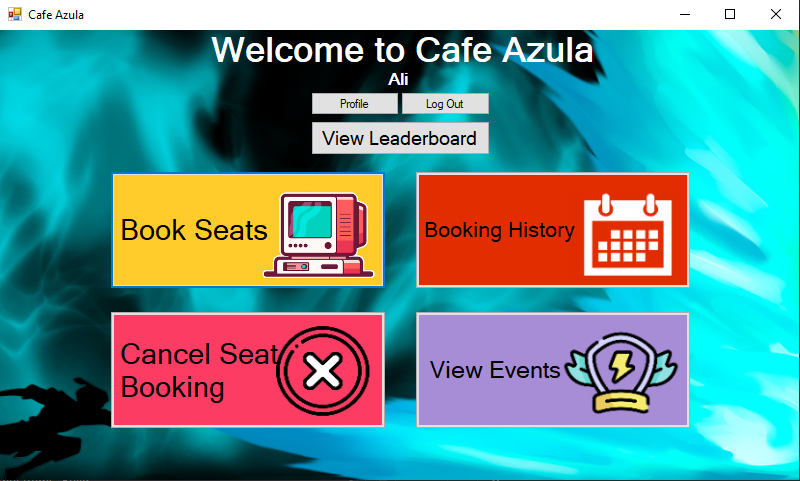 Cafe Azula
Welcome to Cafe Azula
Ali
Profile
Log Out
View Leaderboard
Book Seats
Booking History
Cancel Seat
Booking
View Events